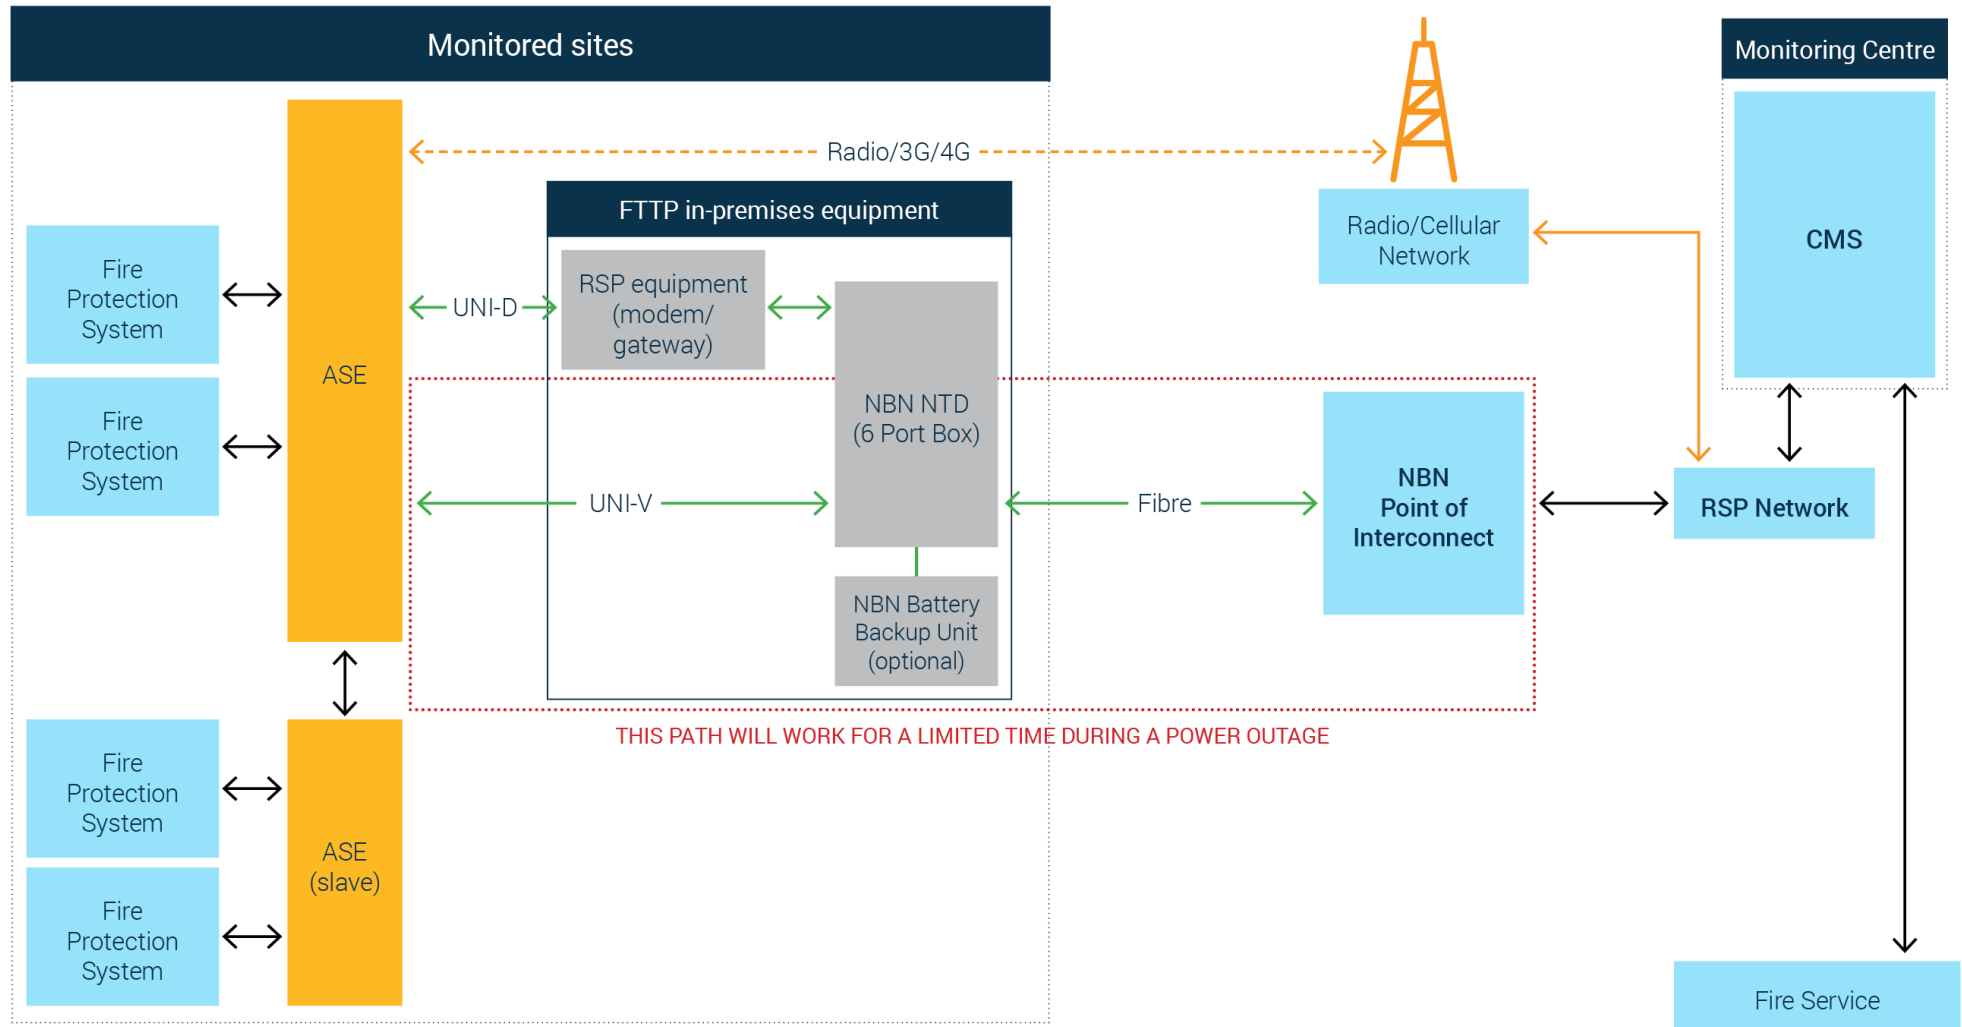 Monitored sites
Monitoring Centre
CMS
Radio/3G/4G
Radio/Cellular
Network
FTTP in-premises equipment
Fire
Protection
System
Fire
Protection
System
ASE
UNI-D
RSP equipment
(modem/
gateway)
NBN NTD
(6 Port Box)
UNI-V
Fibre
NBN
Point of
Interconnect
RSP Network
NBN Battery
Backup Unit
(optional)
THIS PATH WILL WORK FOR A LIMITED TIME DURING A POWER OUTAGE
Fire
Protection
System
Fire
Protection
System
ASE
(slave)
Fire Service